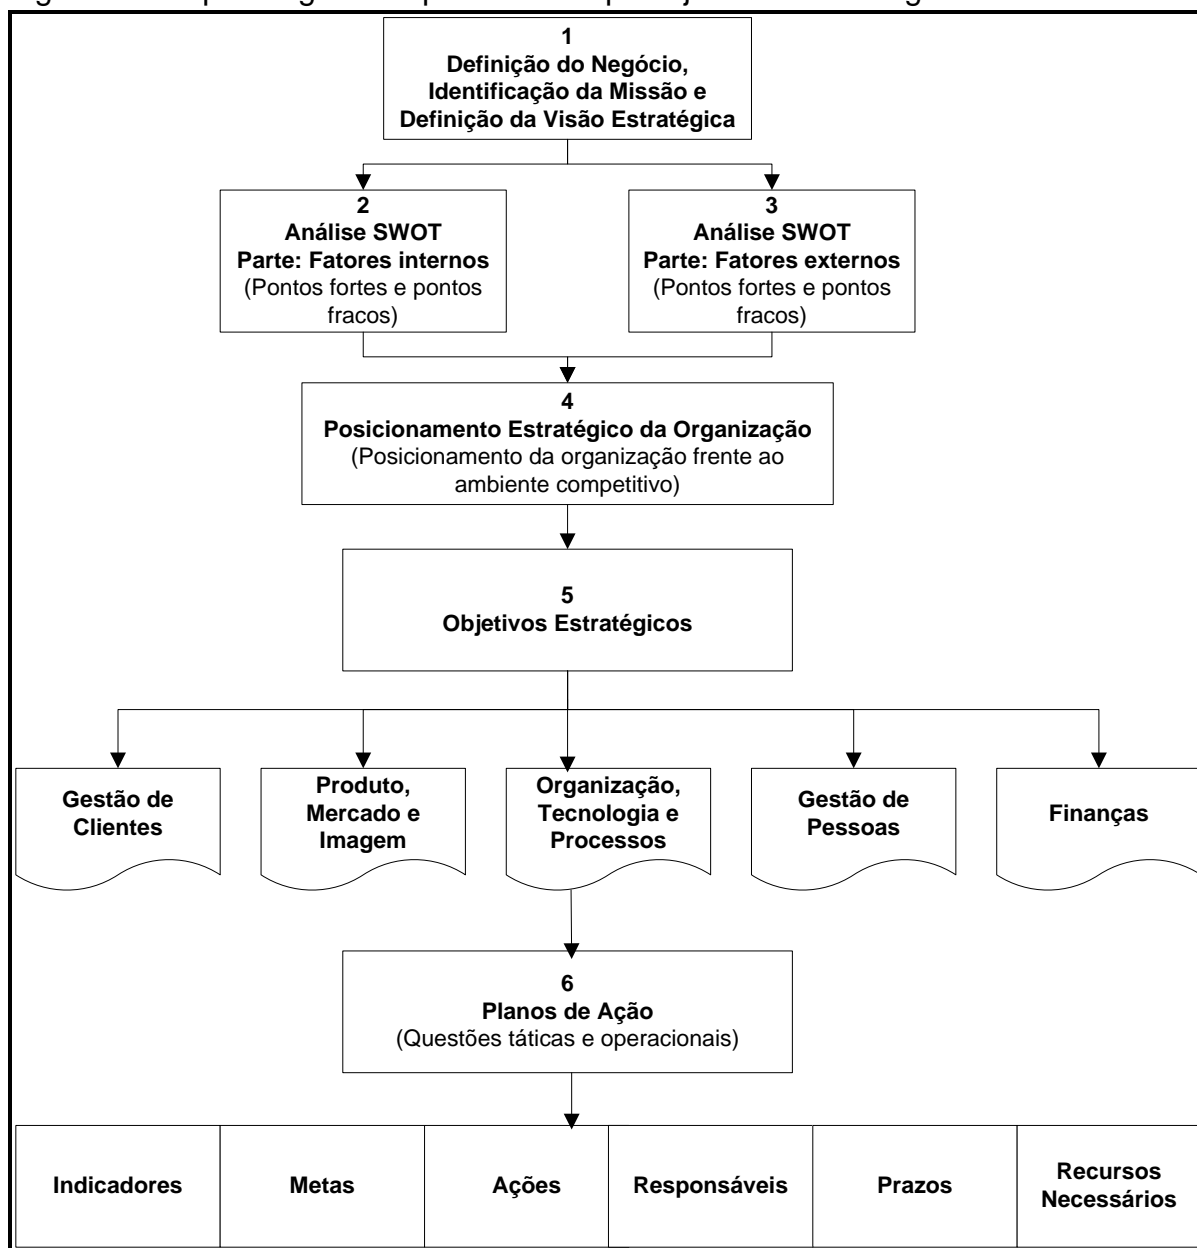 1
Definição do Negócio,
Identificação da Missão e
Definição da Visão Estratégica
2
Análise SWOT
Parte: Fatores internos
(Pontos fortes e pontos
fracos)
3
Análise SWOT
Parte: Fatores externos
(Pontos fortes e pontos
fracos)
4
Posicionamento Estratégico da Organização
(Posicionamento da organização frente ao
ambiente competitivo)
5
Objetivos Estratégicos
Gestão de
Clientes
Produto,
Mercado e
Imagem
Organização,
Tecnologia e
Processos
Gestão de
Pessoas
Finanças
6
Planos de Ação
(Questões táticas e operacionais)
Indicadores
Metas
Ações
Responsáveis
Prazos
Recursos
Necessários